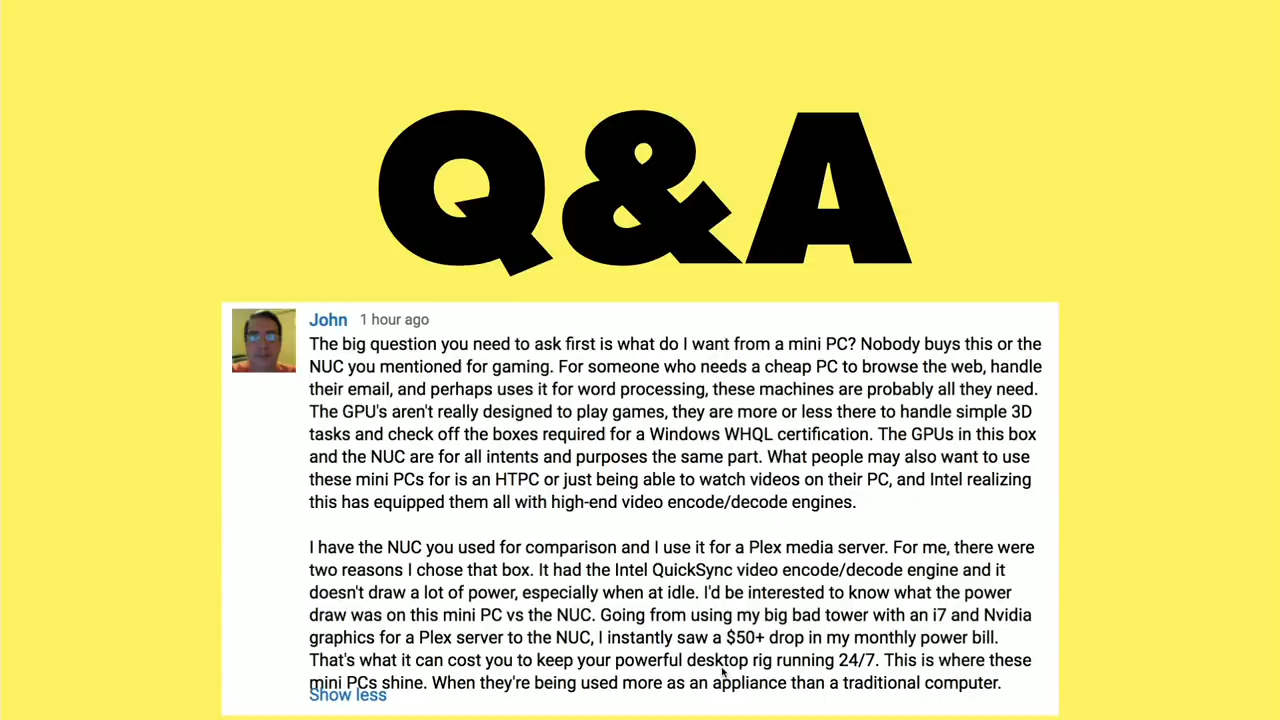 Q&A
John 1 hour ago
The big question you need to ask first is what do I want from a mini PC? Nobody buys this or the
NUC you mentioned for gaming. For someone who needs a cheap PC to browse the web, handle
their email, and perhaps uses it for word processing, these machines are probably all they need.
The GPU's aren't really designed to play games, they are more or less there to handle simple 3D
tasks and check off the boxes required for a Windows WHQL certification. The GPUs in this box
and the NUC are for all intents and purposes the same part. What people may also want to use
these mini PCs for is an HTPC or just being able to watch videos on their PC, and Intel realizing
this has equipped them all with high-end video encode/decode engines.
I have the NUC you used for comparison and I use it for a Plex media server. For me, there were
two reasons I chose that box. It had the Intel QuickSync video encode/decode engine and it
doesn't draw a lot of power, especially when at idle. I'd be interested to know what the power
draw was on this mini PC vs the NUC. Going from using my big bad tower with an i7 and Nvidia
graphics for a Plex server to the NUC, I instantly saw a $50+ drop in my monthly power bill.
That's what it can cost you to keep your powerful desktop rig running 24/7. This is where these
mini PCs shine. When they're being used more as an appliance than a traditional computer.
Show less